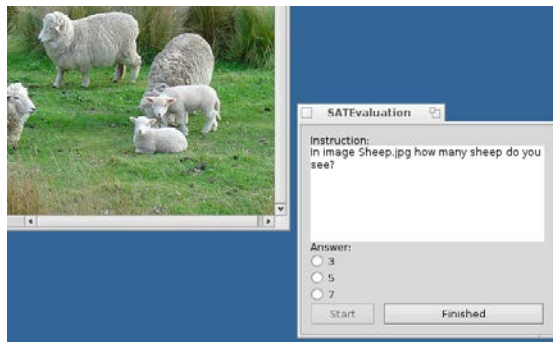 SATEvaluation
Instruction:
In image Sheep.jpg how many sheep do you
see?
Answer:
3
5
7
Start
Finished